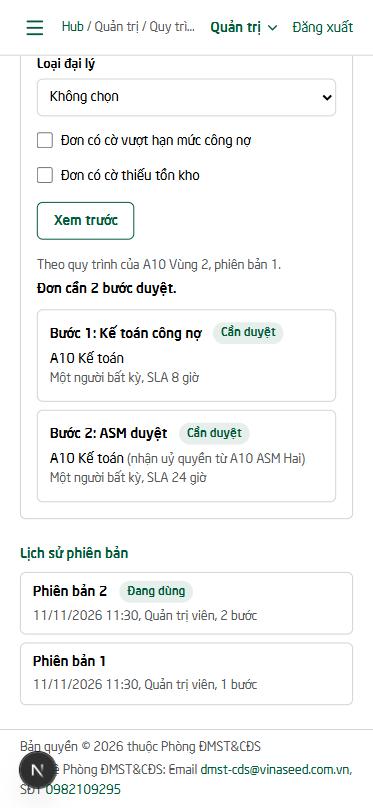 Hub / Quản trị / Quy trì...
Quản trị
Đăng xuất
Loại đại lý
Không chọn
Đơn có cờ vượt hạn mức công nợ
Đơn có cờ thiếu tồn kho
Xem trước
Theo quy trình của A10 Vùng 2, phiên bản 1.
Đơn cần 2 bước duyệt.
Bước 1: Kế toán công nợ Cần duyệt
A10 Kế toán
Một người bất kỳ, SLA 8 giờ
Bước 2: ASM duyệt Cần duyệt
A10 Kế toán (nhận uỷ quyền từ A10 ASM Hai)
Một người bất kỳ, SLA 24 giờ
Lịch sử phiên bản
Phiên bản 2 Đang dùng
11/11/2026 11:30, Quản trị viên, 2 bước
Phiên bản 1
11/11/2026 11:30, Quản trị viên, 1 bước
Bản quyền © 2026 thuộc Phòng ĐMST&CĐS
N
Phòng ĐMST&CĐS: Email dmst-cds@vinaseed.com.vn,
SĐT 0982109295